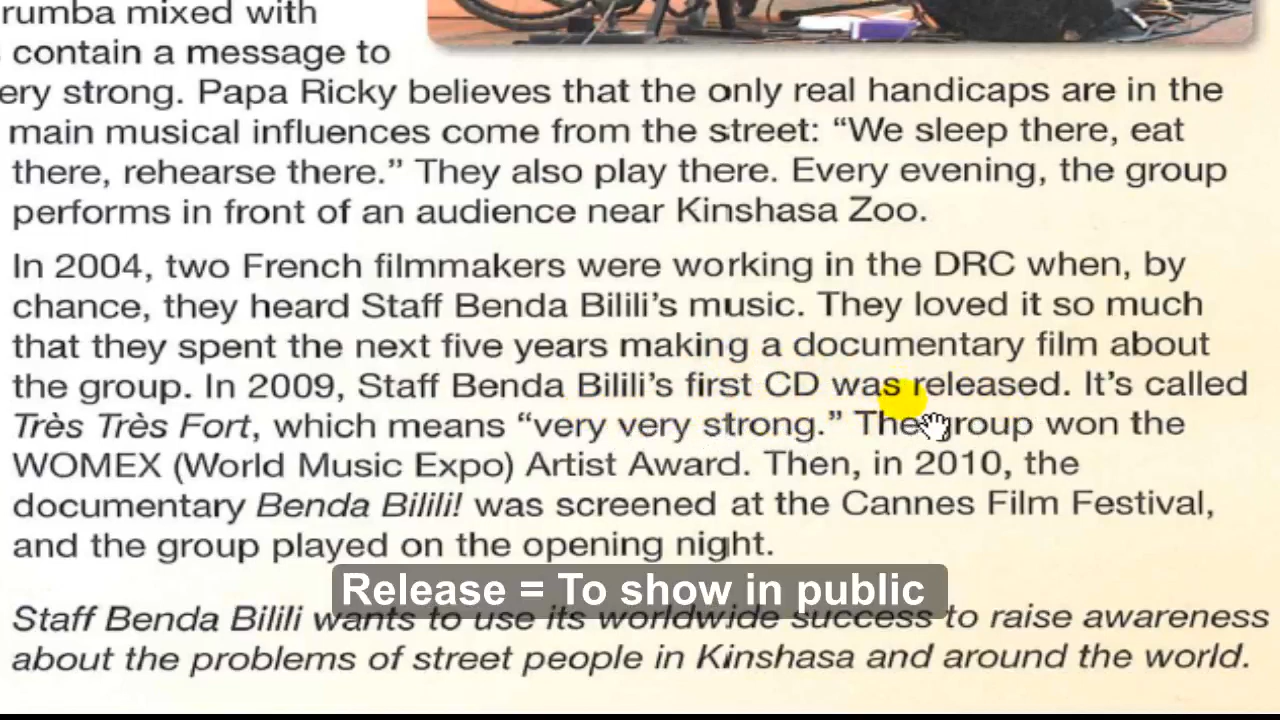 rumba mixed with
contain a message to
ery strong. Papa Ricky believes that the only real handicaps are in the
main musical influences come from the street: “We sleep there, eat
there, rehearse there.” They also play there. Every evening, the group
performs in front of an audience near Kinshasa Zoo.
In 2004, two French filmmakers were working in the DRC when, by
chance, they heard Staff Benda Bilili’s music. They loved it so much
that they spent the next five years making a documentary film about
the group. In 2009, Staff Benda Bilili’s first CD was released. It’s called
Très Très Fort, which means “very very strong.” The group won the
WOMEX (World Music Expo) Artist Award. Then, in 2010, the
documentary Benda Bilili! was screened at the Cannes Film Festival,
and the group played on the opening night.
Release = To show in public
Staff Benda Bilili wants to use its worldwide success to raise awareness
about the problems of street people in Kinshasa and around the world.